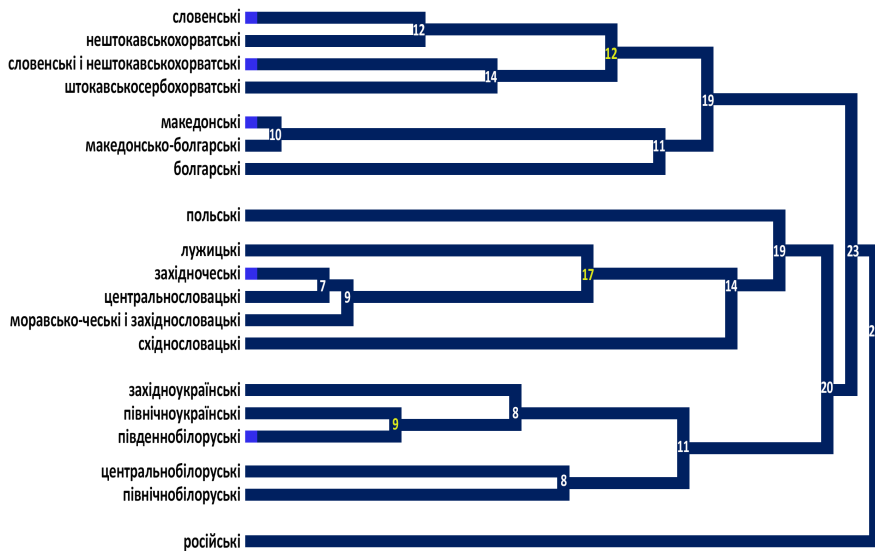 словенські
12
нештокавськохорватські
12
словенські і нештокавськохорватські
14
штокавськосербохорватські
19
македонські
10
македонсько-болгарські
11
болгарські
польські
лужицькі
19
23
західночеські
17
7
14
центральнословацькі
9
моравсько-чеські і західнословацькі
2
східнословацькі
західноукраїнські
20
північноукраїнські
8
9
південнобілоруські
11
центральнобілоруські
8
північнобілоруські
російські